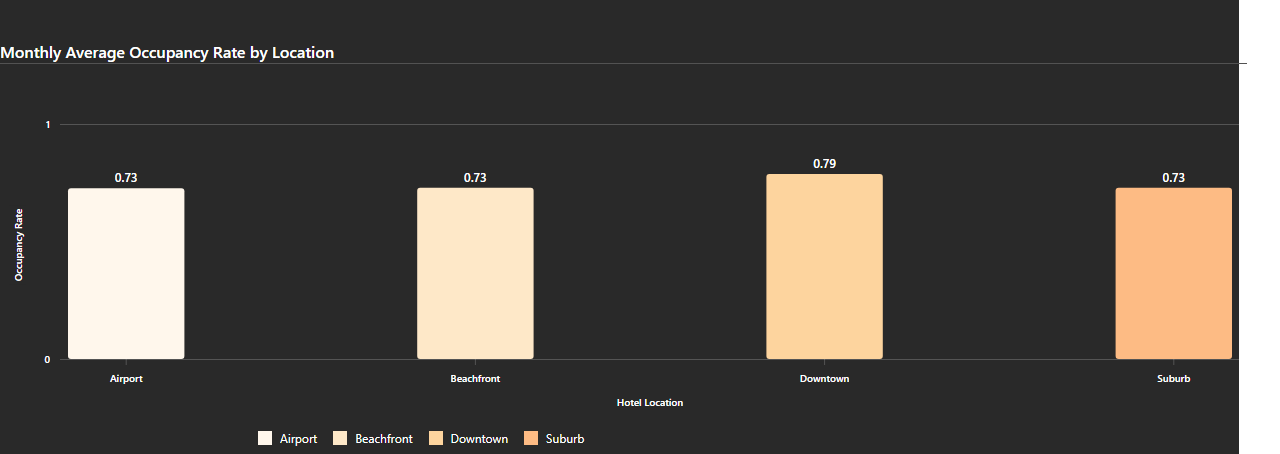 Monthly Average Occupancy Rate by Location
1
0.73
0.73
0.79
0.73
Occupancy Rate
0
Airport
Beachfront
Downtown
Suburb
Hotel Location
Airport
Beachfront
Downtown
Suburb